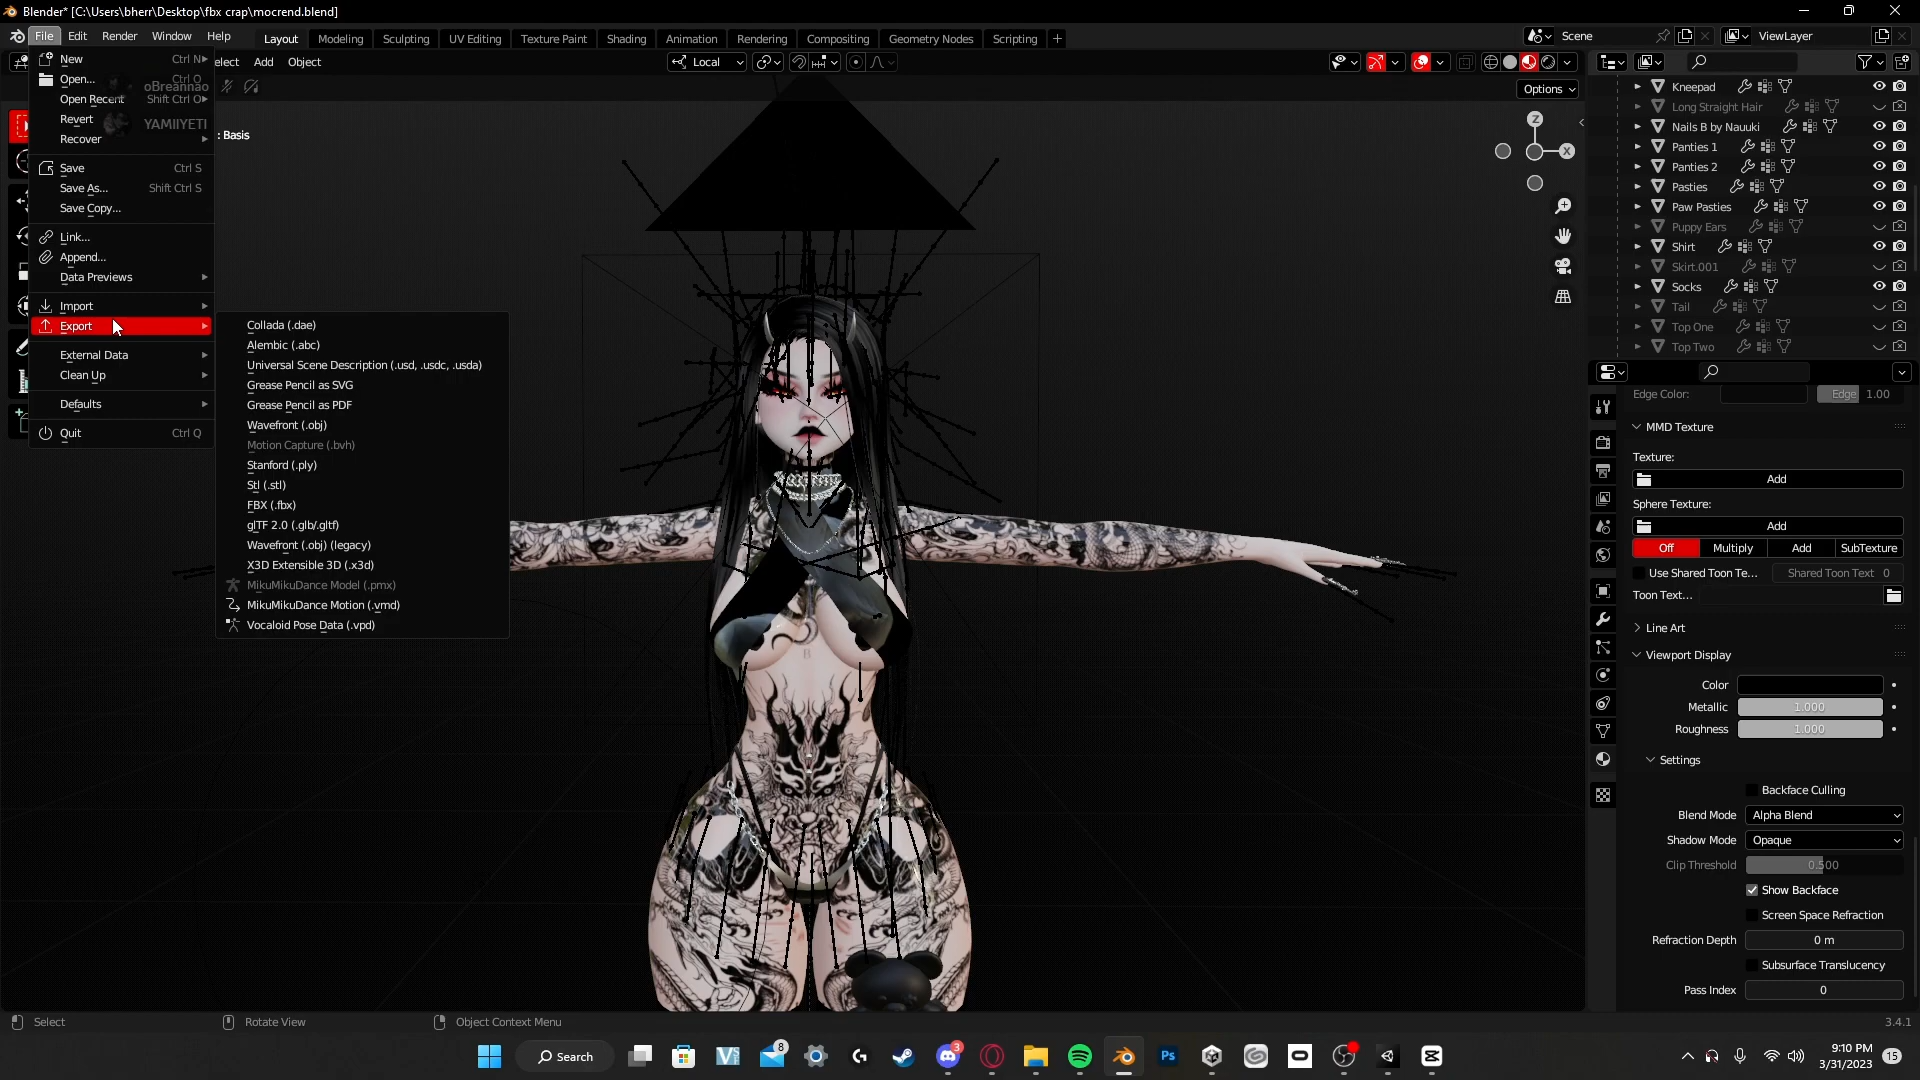 Blender* [C:\Users\bherr\Desktop\fbx crap\mocrend.blend]
File Edit Render Window Help
Layout Modeling Sculpting UV Editing Texture Paint Shading Animation Rendering Compositing Geometry Nodes Scripting +
Scene
ViewLayer
New Ctrl N
Open... Ctrl O
Open Recent Shift Ctrl O
Revert
Recover
Save Ctrl S
Save As... Shift Ctrl S
Save Copy...
Link...
Append...
Data Previews
Import
Export
External Data
Clean Up
Defaults
Quit Ctrl Q
oBreannao
YAMIIYETI
elect Add Object
Local
Options
: Basis
Z
X
Collada (.dae)
Alembic (.abc)
Universal Scene Description (.usd, .usdc, .usda)
Grease Pencil as SVG
Grease Pencil as PDF
Wavefront (.obj)
Motion Capture (.bvh)
Stanford (.ply)
Stl (.stl)
FBX (.fbx)
glTF 2.0 (.glb/.gltf)
Wavefront (.obj) (legacy)
X3D Extensible 3D (.x3d)
MikuMikuDance Model (.pmx)
MikuMikuDance Motion (.vmd)
Vocaloid Pose Data (.vpd)
Kneepad
Long Straight Hair
Nails B by Nauuki
Panties 1
Panties 2
Pasties
Paw Pasties
Puppy Ears
Shirt
Skirt.001
Socks
Tail
Top One
Top Two
Edge Color: Edge 1.00
MMD Texture
Texture:
Add
Sphere Texture:
Add
Off Multiply Add SubTexture
Use Shared Toon Te... Shared Toon Text 0
Toon Text...
Line Art
Viewport Display
Color
Metallic 1.000
Roughness 1.000
Settings
Backface Culling
Blend Mode Alpha Blend
Shadow Mode Opaque
Clip Threshold 0.500
Show Backface
Screen Space Refraction
Refraction Depth 0 m
Subsurface Translucency
Pass Index 0
Select
Rotate View
Object Context Menu
3.4.1
Search
8
3
Ps
9:10 PM
3/31/2023
15